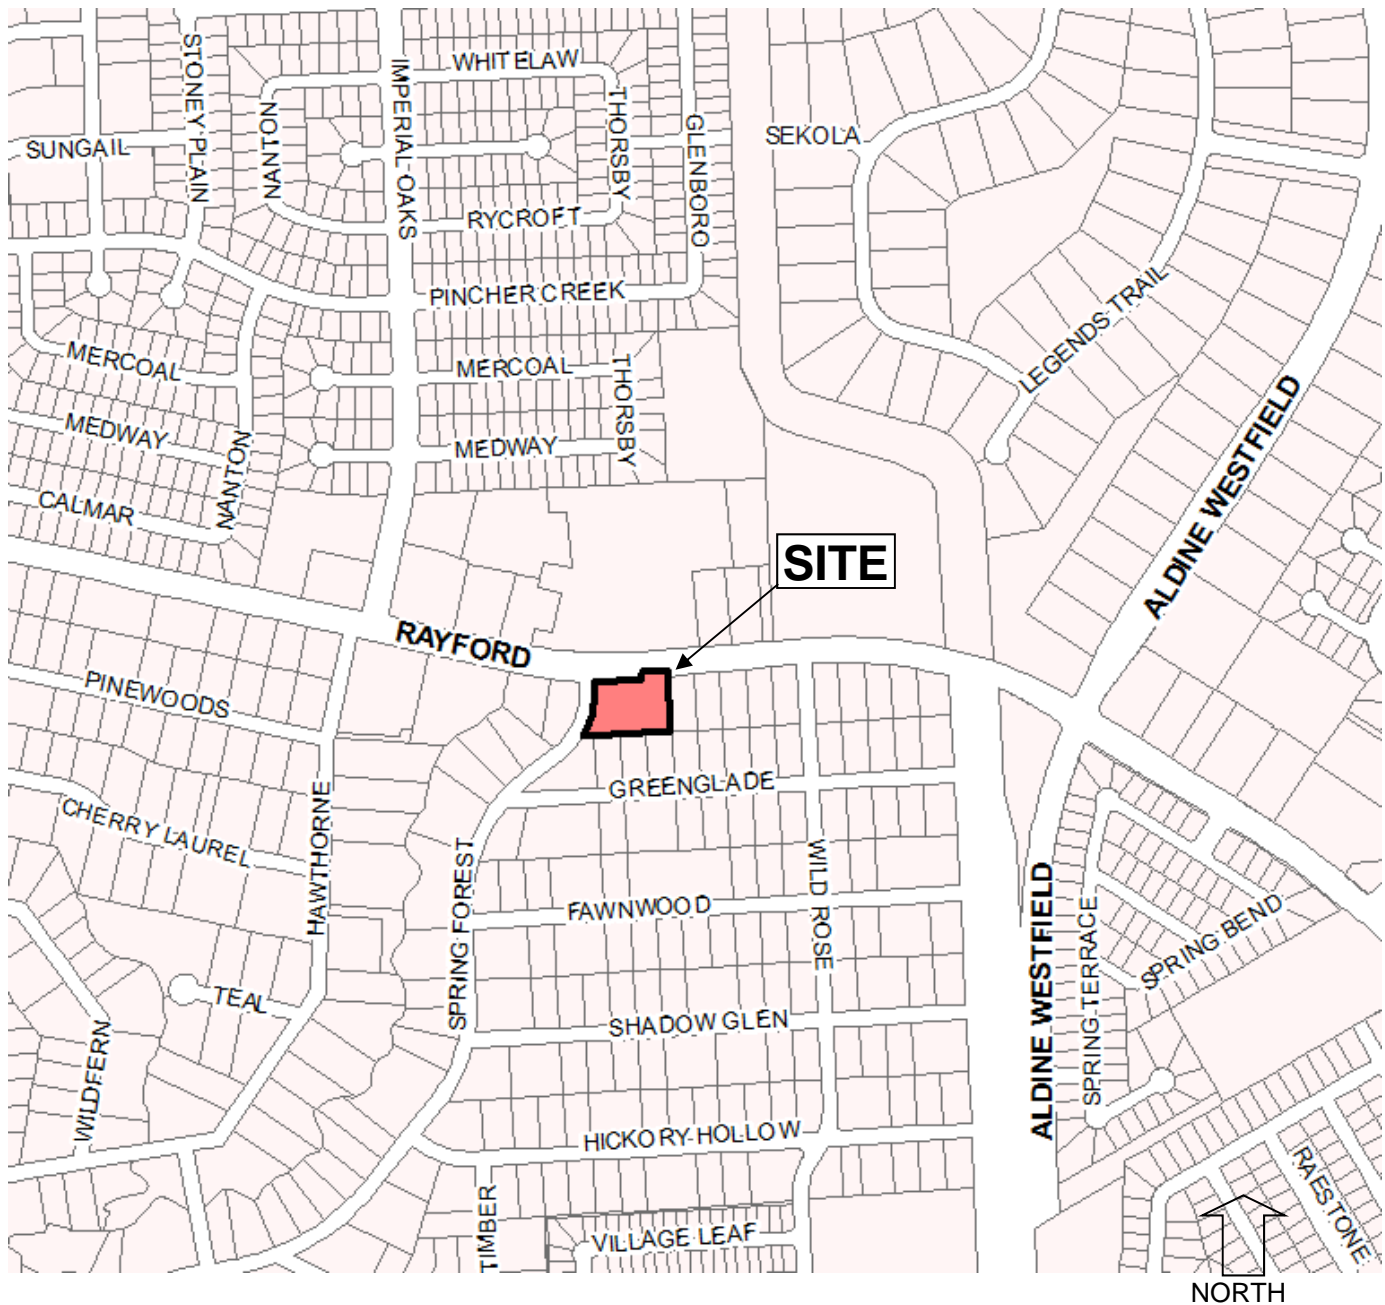 WHITELAW
STONEY PLAIN
IMPERIAL OAKS
NANTON
THORSBY
GLENBORO
SEKOLA
SUNGAIL
RYCROFT
PINCHER CREEK
LEGENDS TRAIL
MERCOAL
MERCOAL
THORSBY
MEDWAY
MEDWAY
NANTON
CALMAR
ALDINE WESTFIELD
SITE
RAYFORD
PINEWOODS
GREENGLADE
CHERRY LAUREL
HAWTHORNE
SPRING FOREST
WILD ROSE
FAWNWOOD
ALDINE WESTFIELD
SPRING TERRACE
SPRING BEND
TEAL
SHADOW GLEN
WILDFERN
HICKORY HOLLOW
TIMBER
VILLAGE LEAF
RAESTONE
NORTH